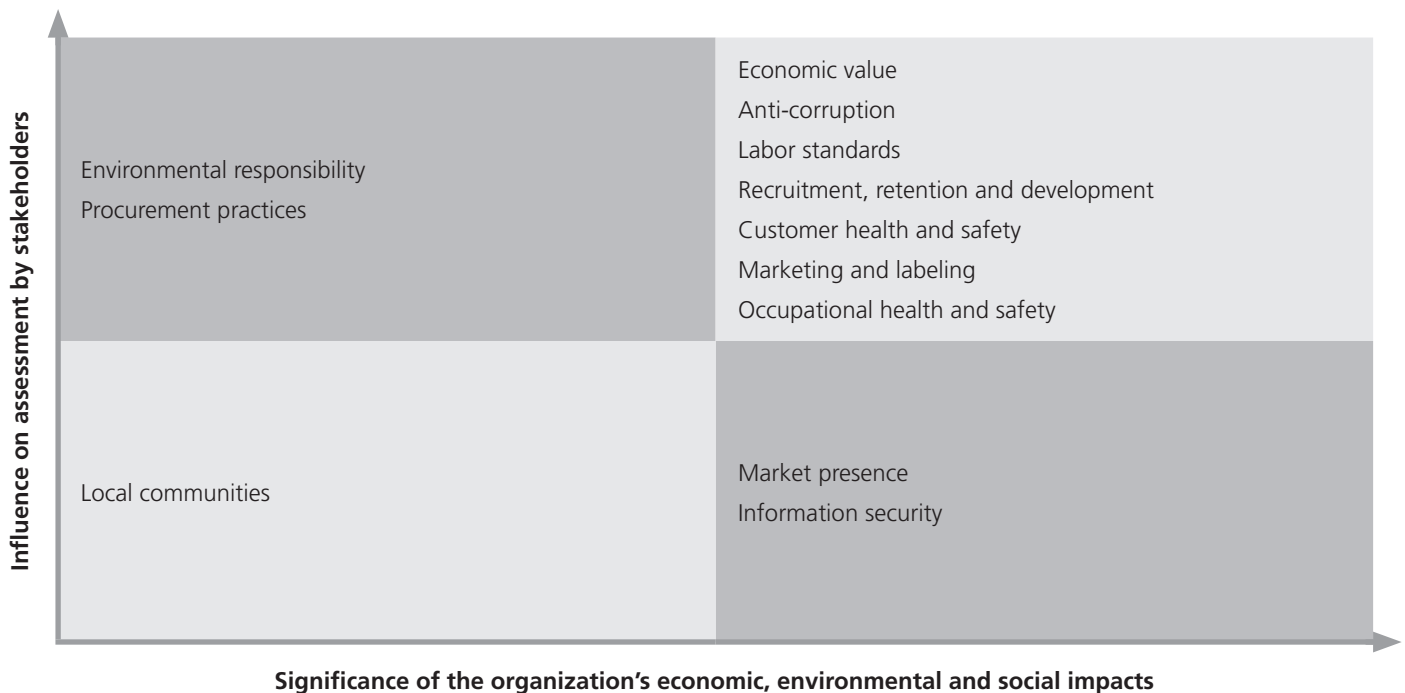 Influence on assessment by stakeholders
Environmental responsibility
Procurement practices
Economic value
Anti-corruption
Labor standards
Recruitment, retention and development
Customer health and safety
Marketing and labeling
Occupational health and safety
Local communities
Market presence
Information security
Significance of the organization’s economic, environmental and social impacts